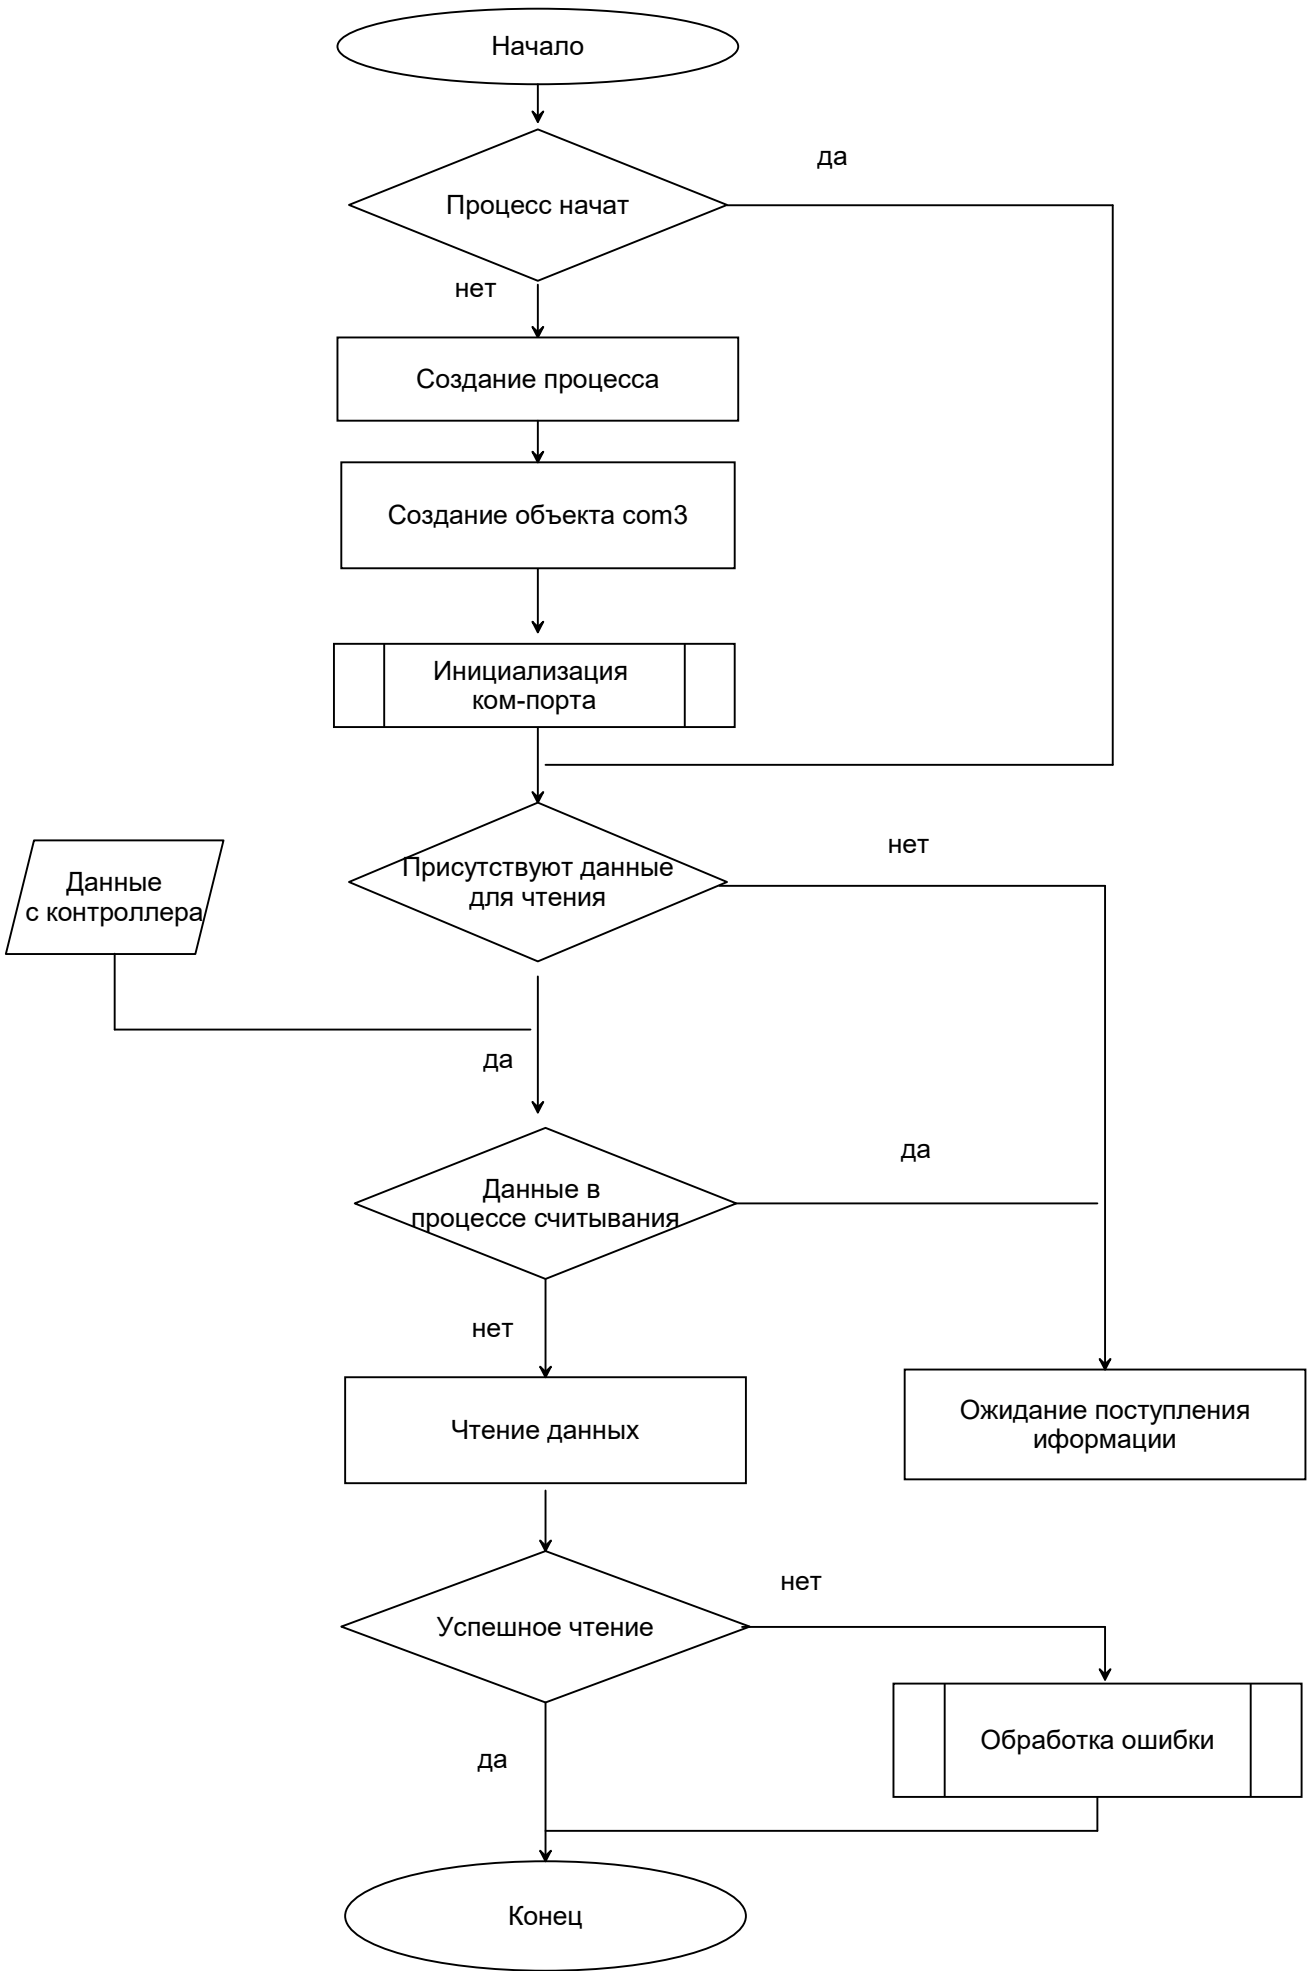 Начало
да
Процесс начат
нет
Создание процесса
Создание объекта com3
Инициализация
ком-порта
нет
Присутствуют данные
для чтения
Данные
с контроллера
да
да
Данные в
процессе считывания
нет
Чтение данных
Ожидание поступления
иформации
нет
Успешное чтение
Обработка ошибки
да
Конец